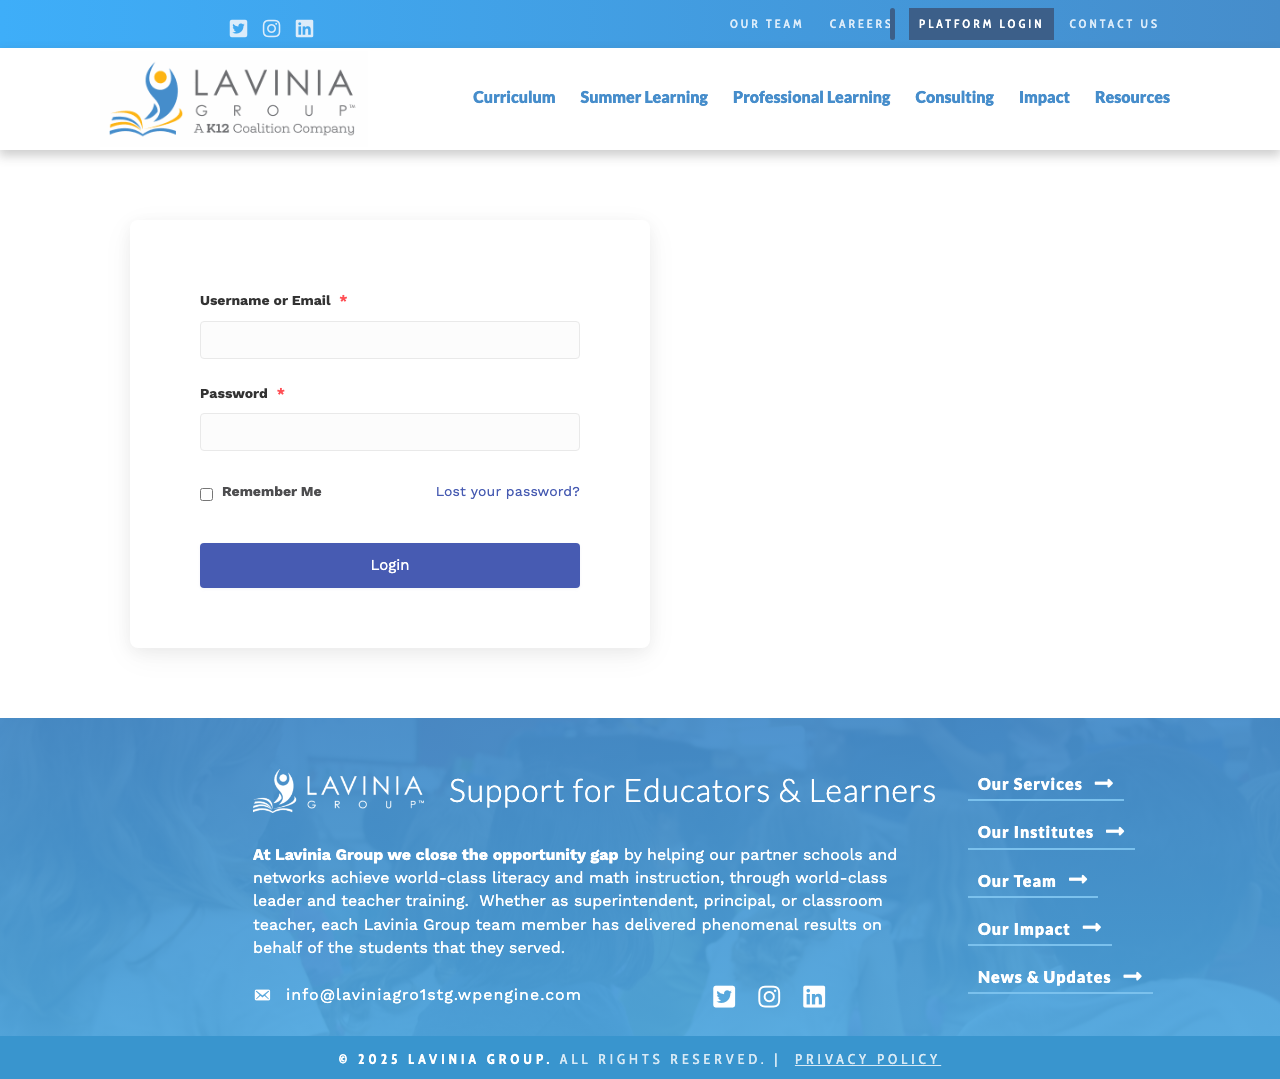 OUR TEAM CAREERS PLATFORM LOGIN CONTACT US
LAVINIA
GROUP™
A K12 Coalition Company
Curriculum Summer Learning Professional Learning Consulting Impact Resources
Username or Email *
Password *
Remember Me Lost your password?
Login
LAVINIA
GROUP™
Support for Educators & Learners
At Lavinia Group we close the opportunity gap by helping our partner schools and
networks achieve world-class literacy and math instruction, through world-class
leader and teacher training. Whether as superintendent, principal, or classroom
teacher, each Lavinia Group team member has delivered phenomenal results on
behalf of the students that they served.
info@laviniagro1stg.wpengine.com
Our Services
Our Institutes
Our Team
Our Impact
News & Updates
© 2025 LAVINIA GROUP. ALL RIGHTS RESERVED. | PRIVACY POLICY